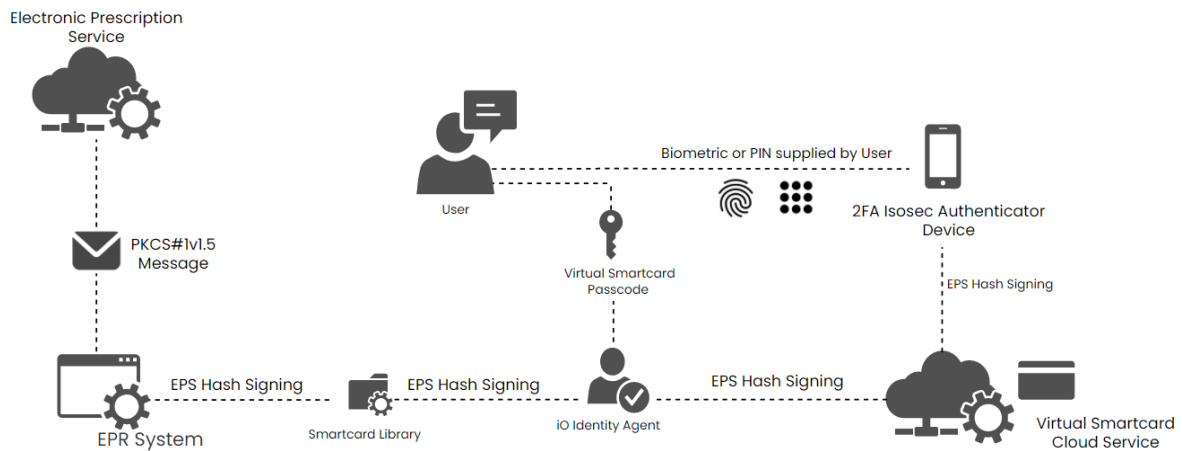 Electronic Prescription
Service
Biometric or PIN supplied by User
User
2FA Isosec Authenticator
Device
PKCS#1v1.5
Message
Virtual Smartcard
Passcode
EPS Hash Signing
EPS Hash Signing
EPS Hash Signing
EPS Hash Signing
EPR System
Smartcard Library
iO Identity Agent
Virtual Smartcard
Cloud Service